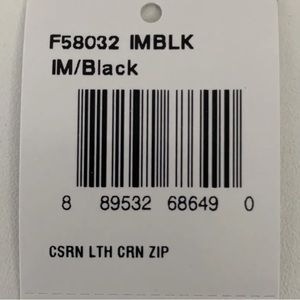 F58032 IMBLK
IM/Black
8 89532 68649 0
CSRN LTH CRN ZIP